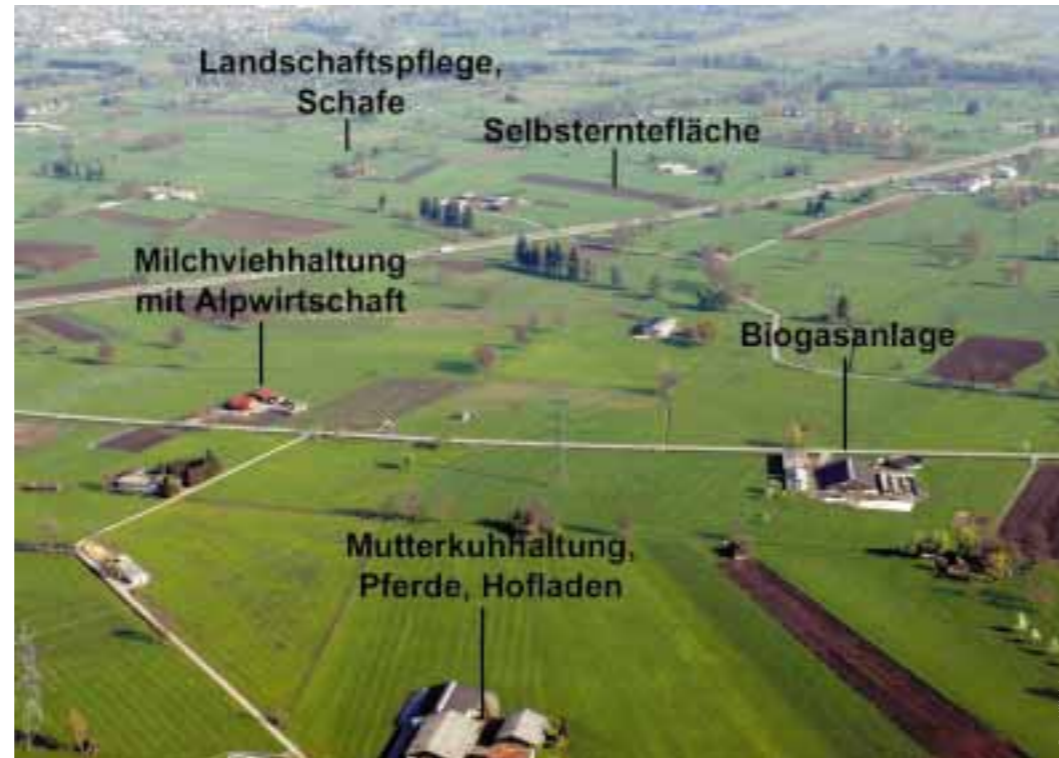 Landschaftspflege,
Schafe
Selbsterntefläche
Milchviehhaltung
mit Alpwirtschaft
Biogasanlage
Mutterkuhhaltung,
Pferde, Hofladen